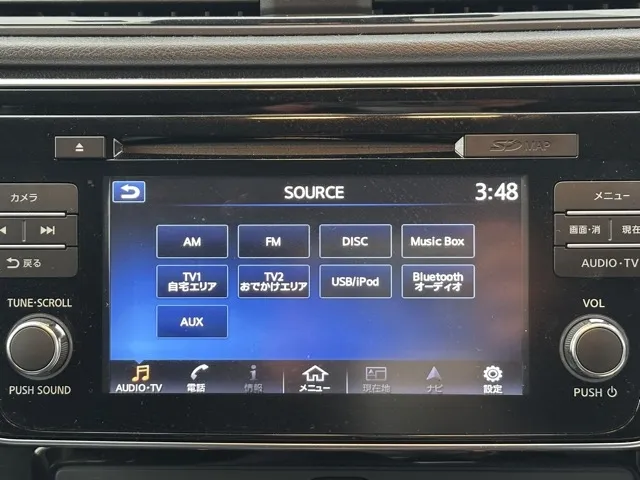 SD MAP
カメラ
メニュー
戻る
画面・消
現在
AUDIO・TV
SOURCE
3:48
AM
FM
DISC
Music Box
TV1
自宅エリア
TV2
おでかけエリア
USB/iPod
Bluetooth
オーディオ
AUX
TUNE・SCROLL
PUSH SOUND
VOL
PUSH
AUDIO・TV
電話
情報
メニュー
現在地
ナビ
設定